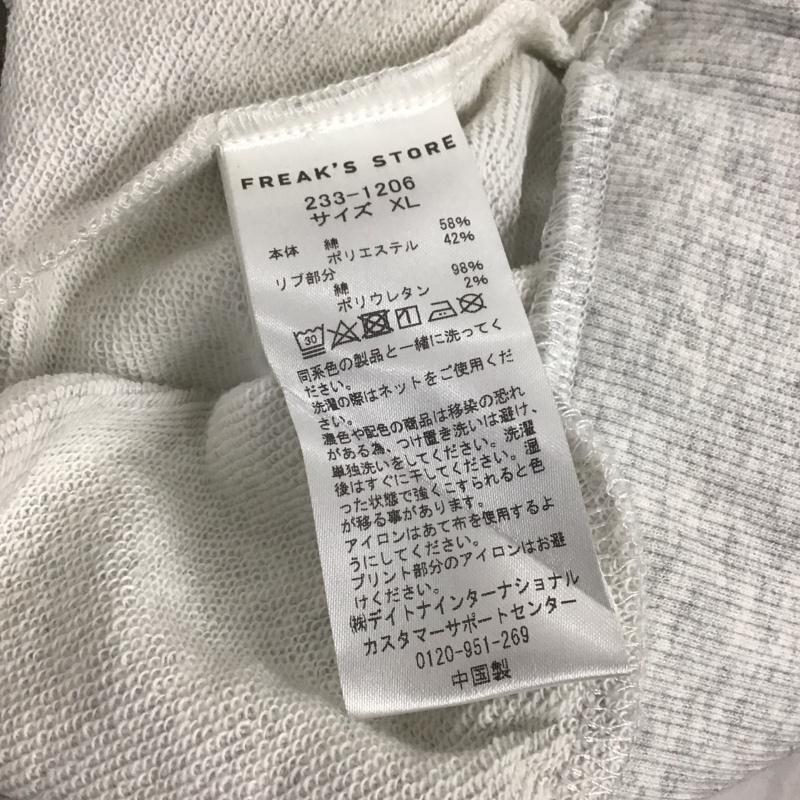 FREAK'S STORE
233-1206
サイズ XL
本体 綿 58%
ポリエステル 42%
リブ部分
綿 98%
ポリウレタン 2%
30
同系色の製品と一緒に洗ってく
ださい。
洗濯の際はネットをご使用くだ
さい。
濃色や配色の商品は移染の恐れ
がある為、つけ置き洗いは避け、
単独洗いをしてください。洗濯
後はすぐに干してください。湿
った状態で強くこすられると色
が移る事があります。
アイロンはあて布を使用するよ
うにしてください。
プリント部分のアイロンはお避
けください。
㈱デイトナインターナショナル
カスタマーサポートセンター
0120-951-269
中国製